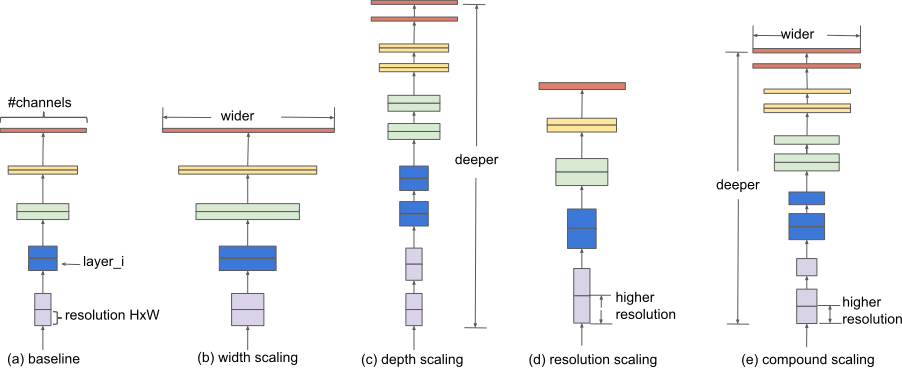 #channels
layer_i
resolution HxW
(a) baseline
wider
(b) width scaling
deeper
(c) depth scaling
higher
resolution
(d) resolution scaling
wider
deeper
higher
resolution
(e) compound scaling